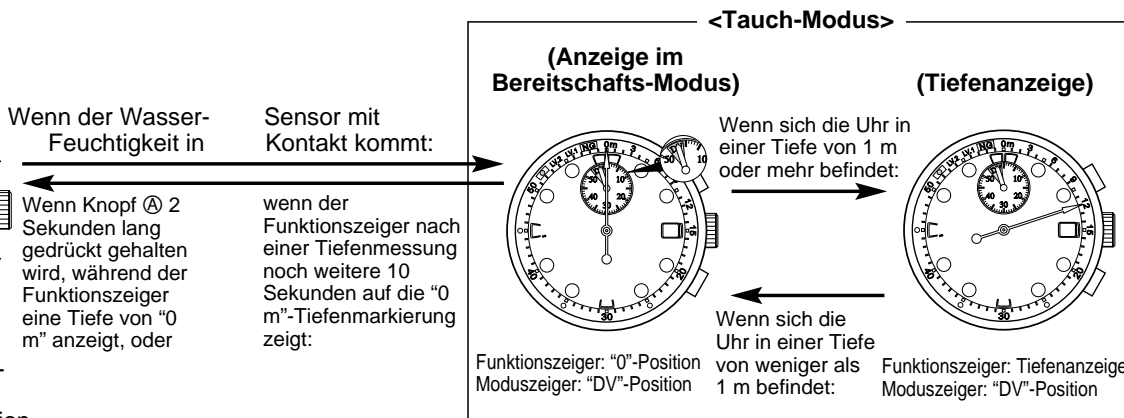 <Tauch-Modus>
(Anzeige im
Bereitschafts-Modus)
(Tiefenanzeige)
Wenn der Wasser-
Feuchtigkeit in
Sensor mit
Kontakt kommt:
Wenn Knopf Ⓐ 2
Sekunden lang
gedrückt gehalten
wird, während der
Funktionszeiger
eine Tiefe von “0
m” anzeigt, oder
wenn der
Funktionszeiger nach
einer Tiefenmessung
noch weitere 10
Sekunden auf die “0
m”-Tiefenmarkierung
zeigt:
Wenn sich die Uhr in
einer Tiefe von 1 m
oder mehr befindet:
Wenn sich die
Uhr in einer Tiefe
von weniger als
1 m befindet:
Funktionszeiger: “0”-Position
Moduszeiger: “DV”-Position
Funktionszeiger: Tiefenanzeige
Moduszeiger: “DV”-Position